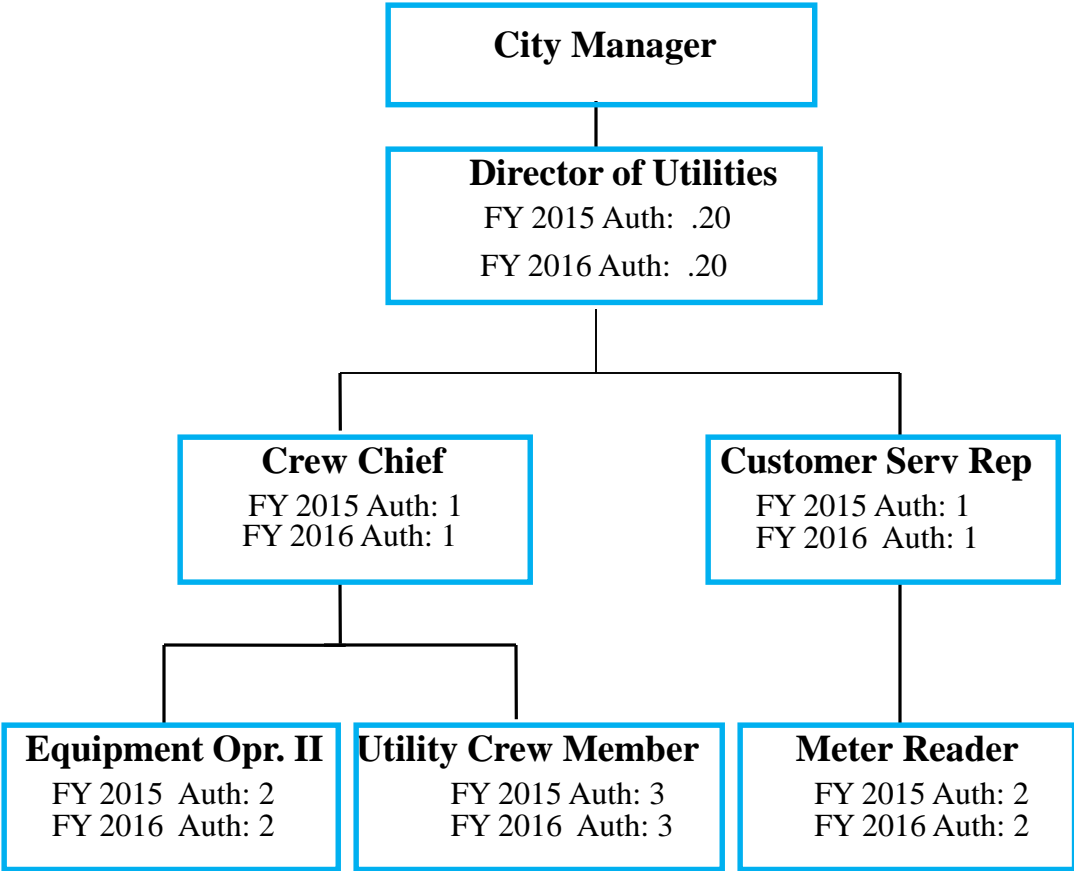 City Manager
Director of Utilities
FY 2015 Auth:  .20
FY 2016 Auth:  .20
Crew Chief
FY 2015 Auth: 1
FY 2016 Auth: 1
Customer Serv Rep
FY 2015 Auth: 1
FY 2016  Auth: 1
Equipment Opr. II
FY 2015  Auth: 2
FY 2016  Auth: 2
Utility Crew Member
FY 2015 Auth: 3
FY 2016  Auth: 3
Meter Reader
FY 2015 Auth: 2
FY 2016 Auth: 2